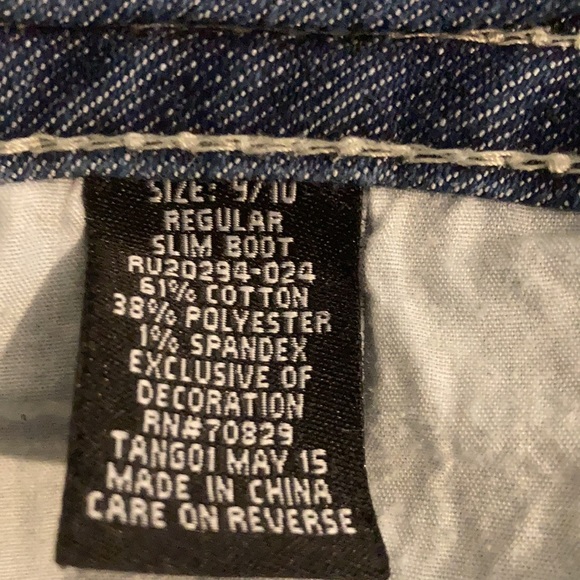 SIZE: 9/10
REGULAR
SLIM BOOT
RU20294-024
61% COTTON
38% POLYESTER
1% SPANDEX
EXCLUSIVE OF
DECORATION
RN#70829
TANGOI MAY 15
MADE IN CHINA
CARE ON REVERSE